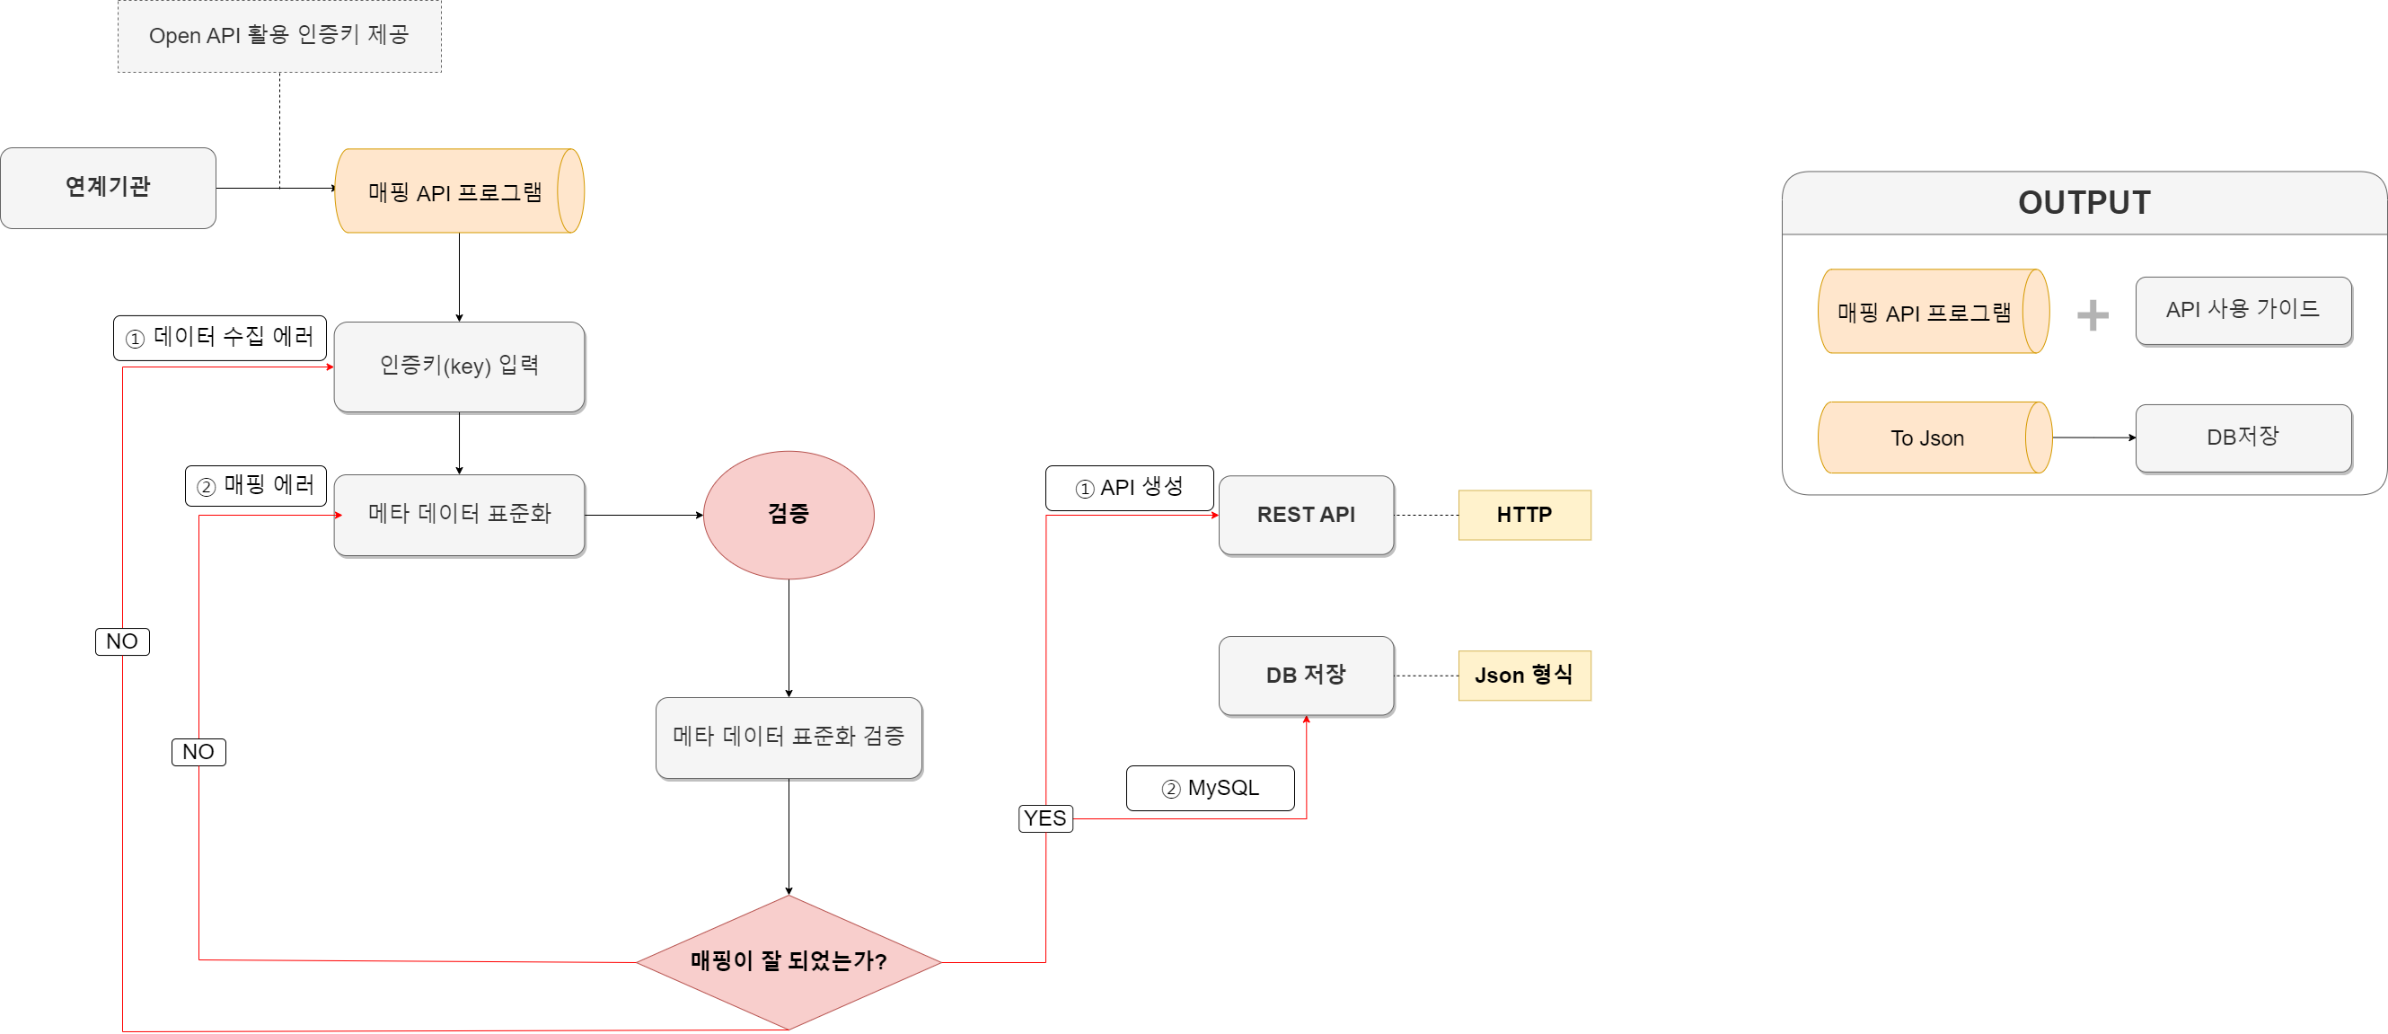 Open API 활용 인증키 제공
연계기관
매핑 API 프로그램
OUTPUT
매핑 API 프로그램
API 사용 가이드
① 데이터 수집 에러
인증키(key) 입력
To Json
DB저장
② 매핑 에러
메타 데이터 표준화
검증
① API 생성
REST API
HTTP
NO
DB 저장
Json 형식
NO
메타 데이터 표준화 검증
② MySQL
YES
매핑이 잘 되었는가?